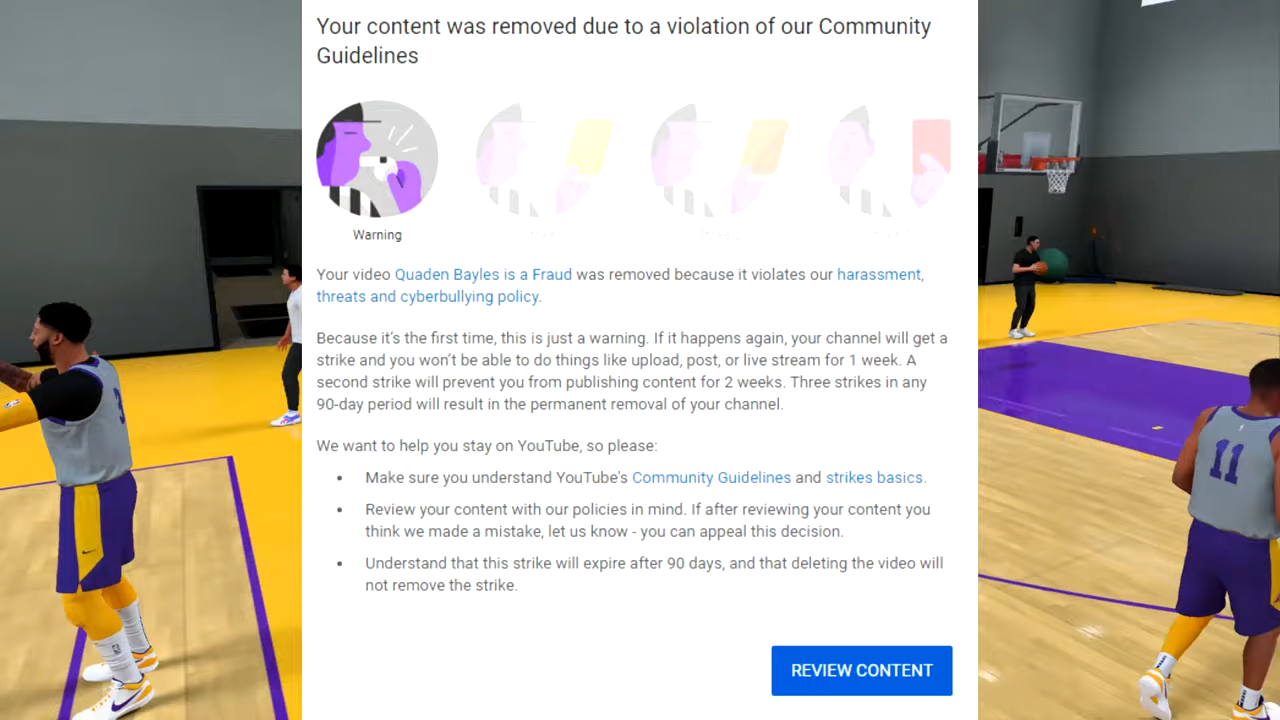 Your content was removed due to a violation of our Community
Guidelines
Warning
Your video Quaden Bayles is a Fraud was removed because it violates our harassment,
threats and cyberbullying policy.
Because it's the first time, this is just a warning. If it happens again, your channel will get a
strike and you won't be able to do things like upload, post, or live stream for 1 week. A
second strike will prevent you from publishing content for 2 weeks. Three strikes in any
90-day period will result in the permanent removal of your channel.
We want to help you stay on YouTube, so please:
• Make sure you understand YouTube's Community Guidelines and strikes basics.
• Review your content with our policies in mind. If after reviewing your content you
think we made a mistake, let us know - you can appeal this decision.
• Understand that this strike will expire after 90 days, and that deleting the video will
not remove the strike.
REVIEW CONTENT
3
11